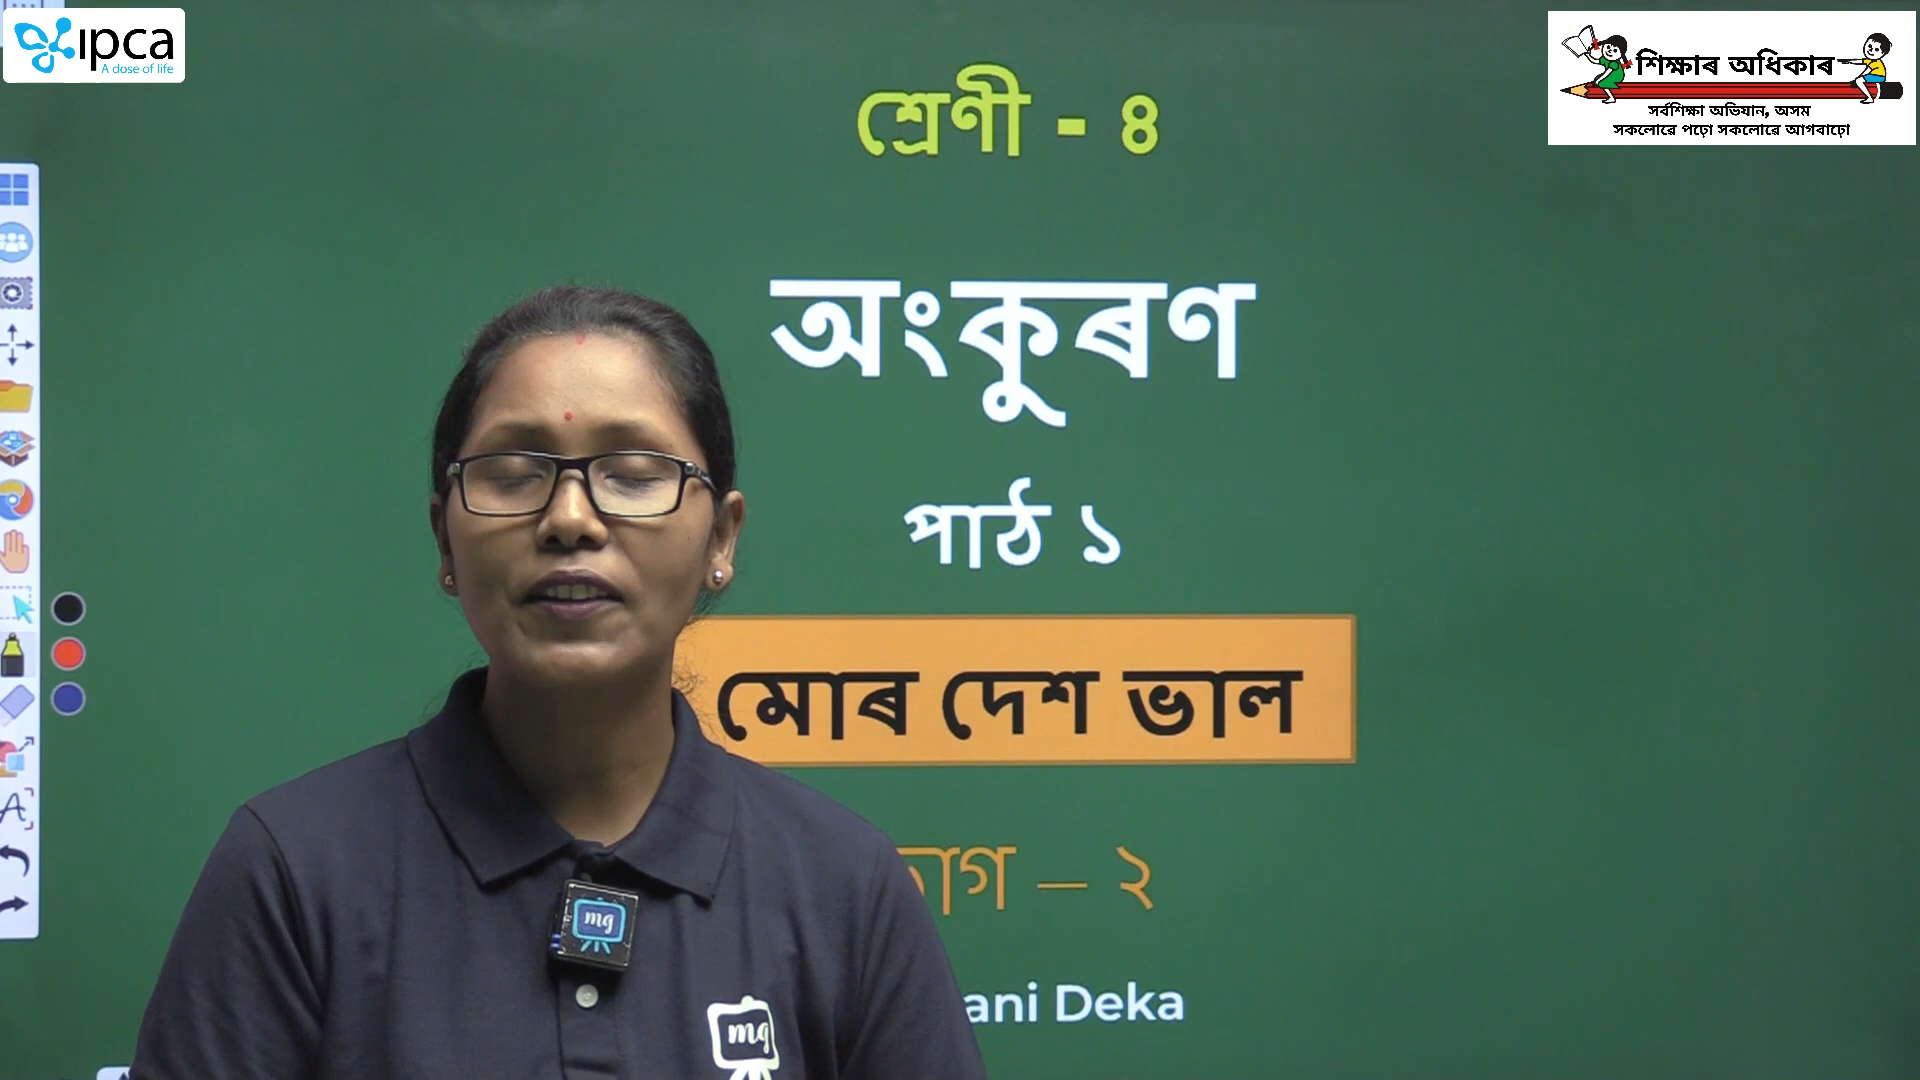 ipca
A dose of life
শিক্ষাৰ অধিকাৰ
সৰ্বশিক্ষা অভিযান, অসম
সকলোৱে পঢ়ো সকলোৱে আগবাঢ়ো
শ্ৰেণী - ৪
অংকুৰণ
পাঠ ১
মোৰ দেশ ভাল
– ২
Deka
mg
mg